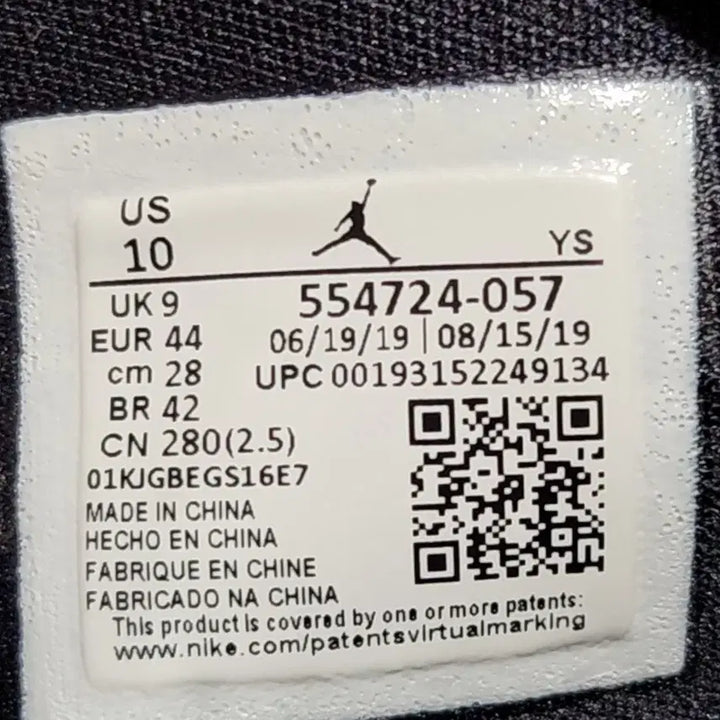 US
10
YS
UK 9
554724-057
EUR 44
06/19/19 | 08/15/19
cm 28
UPC 00193152249134
BR 42
CN 280(2.5)
01KJGBEGS16E7
MADE IN CHINA
HECHO EN CHINA
FABRIQUE EN CHINE
FABRICADO NA CHINA
This product is covered by one or more patents:
www.nike.com/patentsvirtualmarking